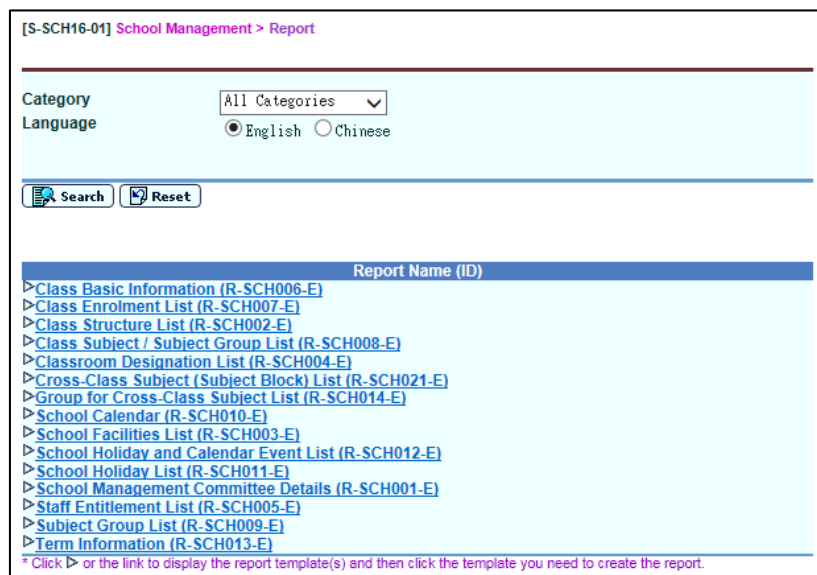 [S-SCH16-01] School Management > Report
Category All Categories
Language English Chinese
Search Reset
Report Name (ID)
Class Basic Information (R-SCH006-E)
Class Enrolment List (R-SCH007-E)
Class Structure List (R-SCH002-E)
Class Subject / Subject Group List (R-SCH008-E)
Classroom Designation List (R-SCH004-E)
Cross-Class Subject (Subject Block) List (R-SCH021-E)
Group for Cross-Class Subject List (R-SCH014-E)
School Calendar (R-SCH010-E)
School Facilities List (R-SCH003-E)
School Holiday and Calendar Event List (R-SCH012-E)
School Holiday List (R-SCH011-E)
School Management Committee Details (R-SCH001-E)
Staff Entitlement List (R-SCH005-E)
Subject Group List (R-SCH009-E)
Term Information (R-SCH013-E)
* Click ▷ or the link to display the report template(s) and then click the template you need to create the report.